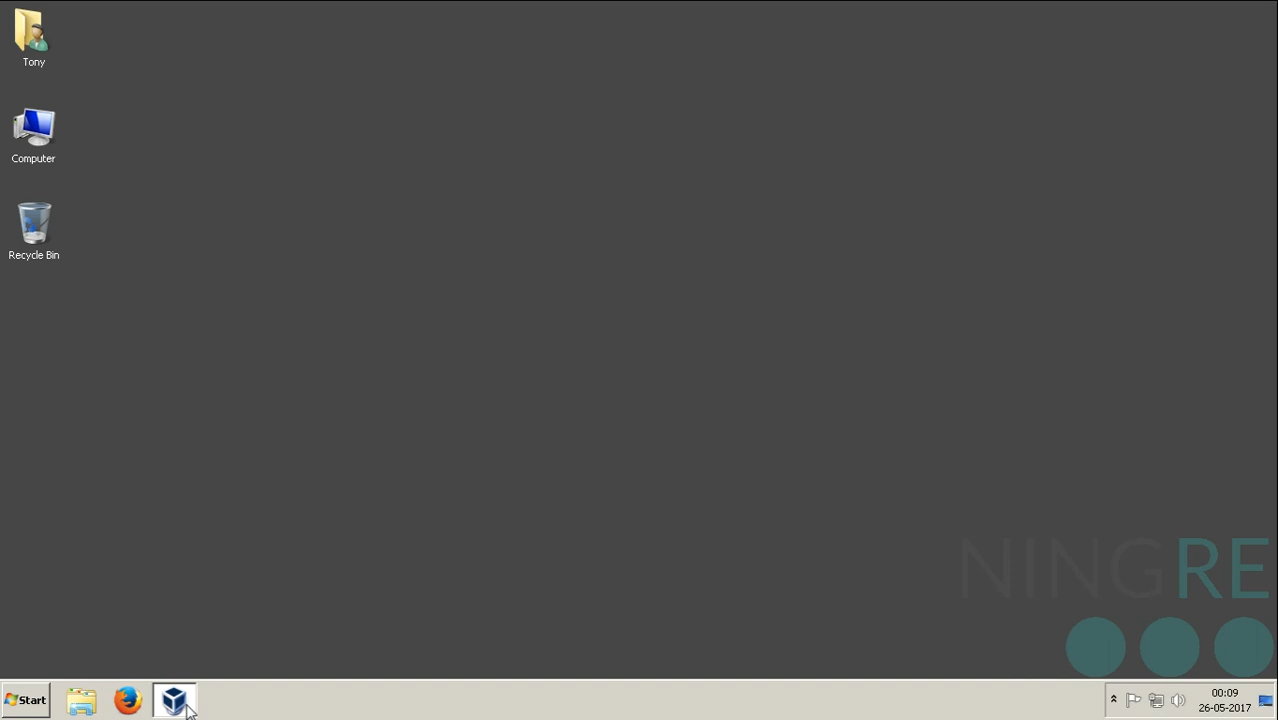 Tony
Computer
Recycle Bin
NINGRE
Start
00:09
26-05-2017